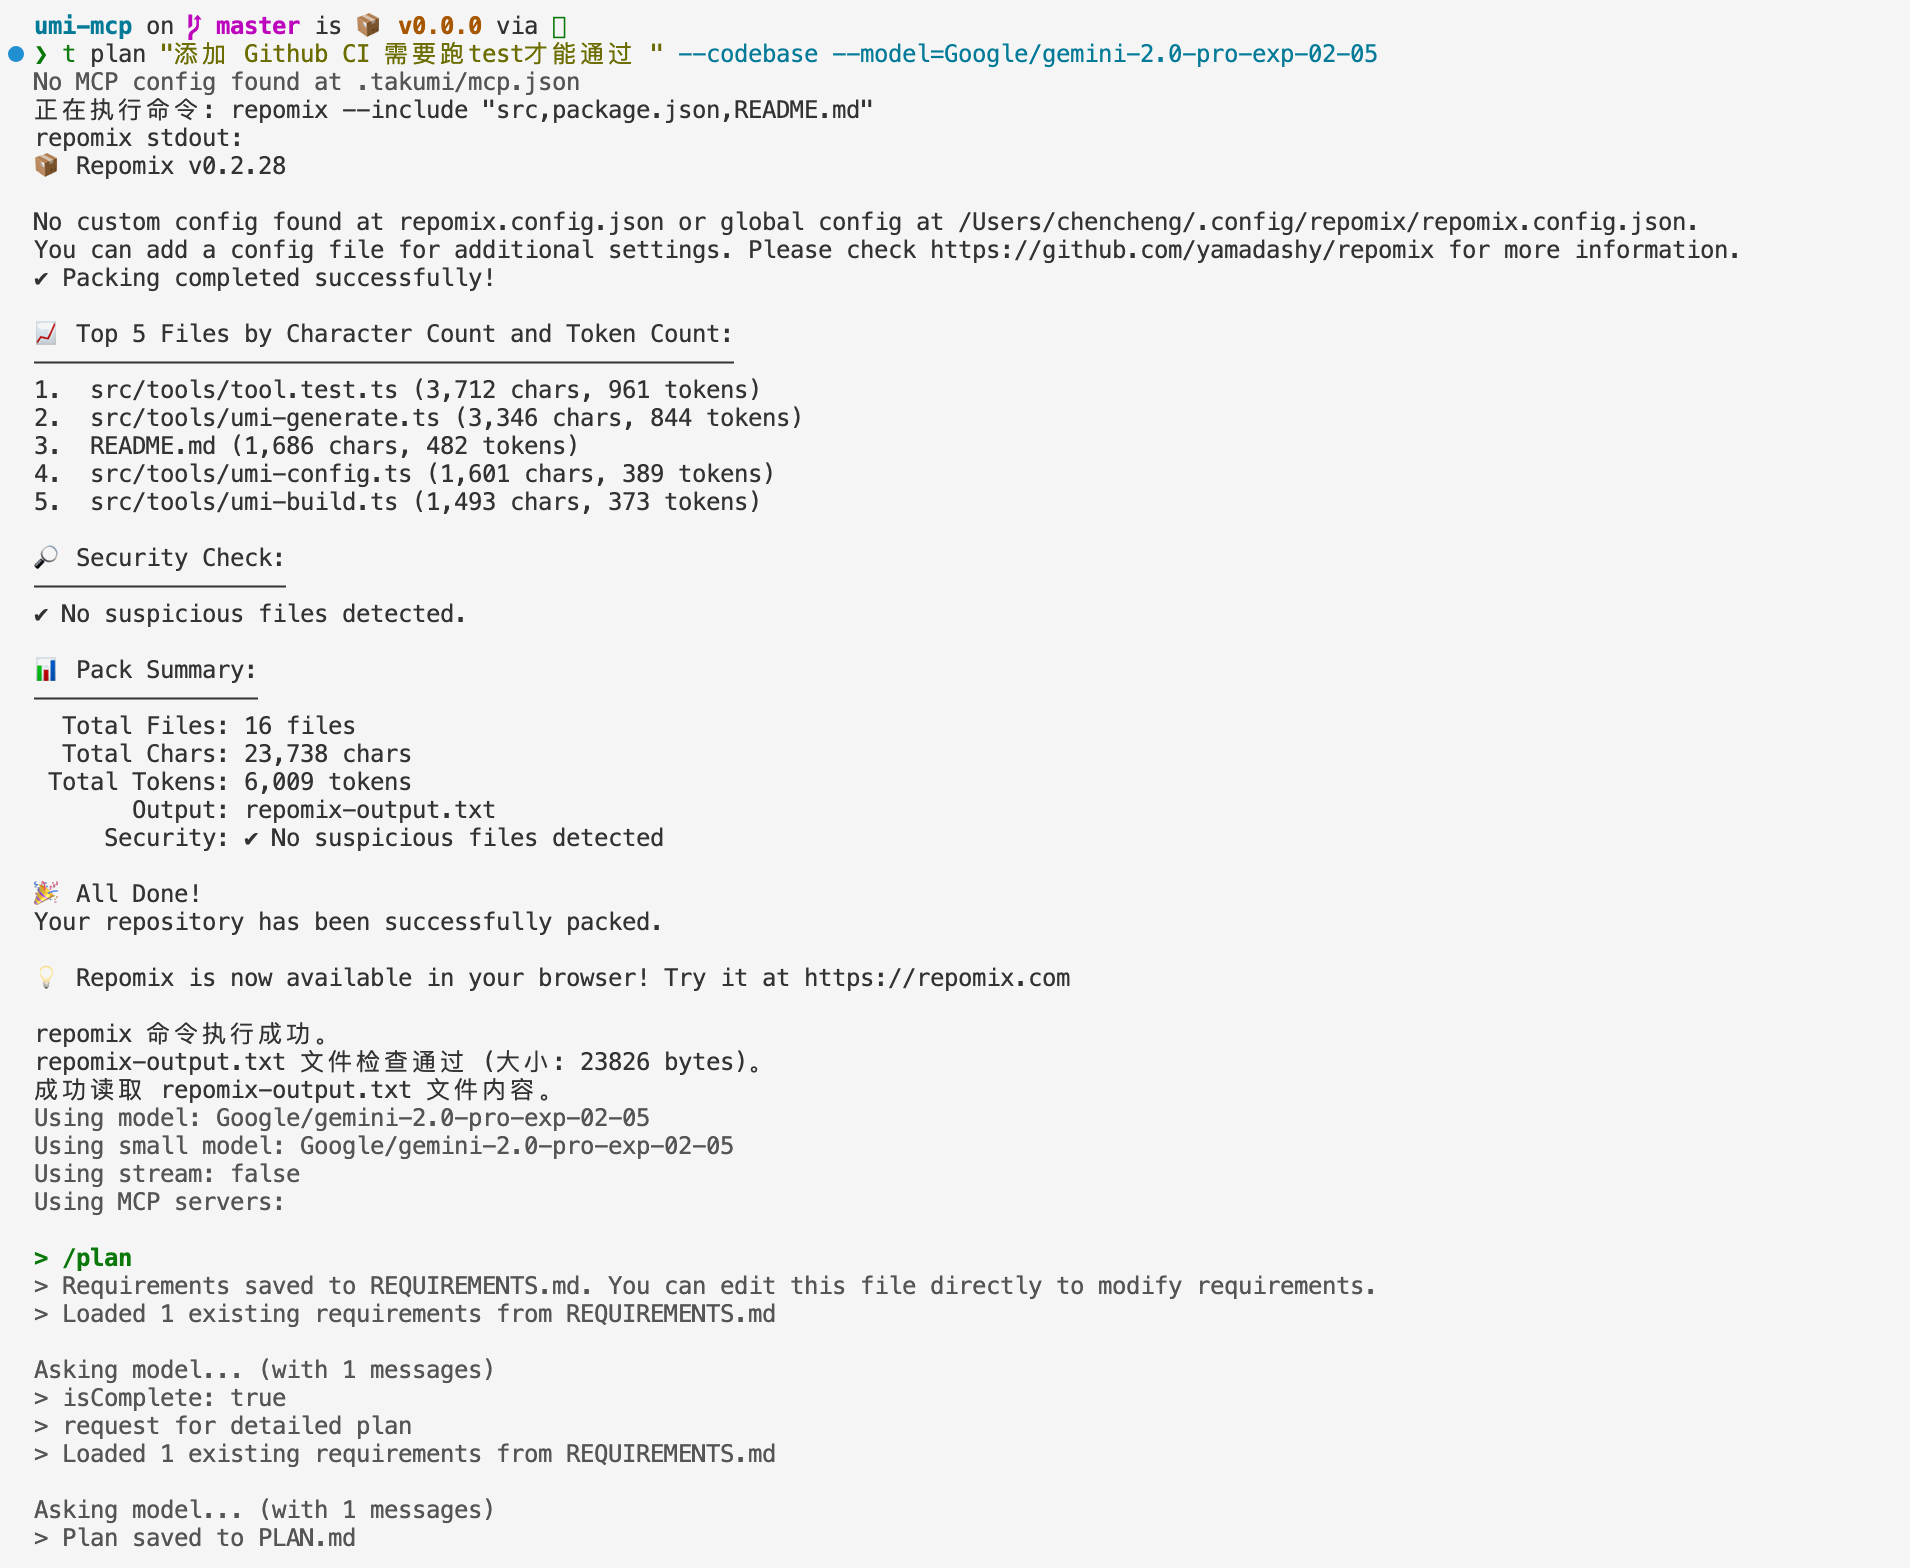 umi-mcp on master is 📦 v0.0.0 via
❯ t plan "添加 Github CI 需要跑test才能通过 " --codebase --model=Google/gemini-2.0-pro-exp-02-05
No MCP config found at .takumi/mcp.json
正在执行命令: repomix --include "src,package.json,README.md"
repomix stdout:
📦 Repomix v0.2.28
No custom config found at repomix.config.json or global config at /Users/chencheng/.config/repomix/repomix.config.json.
You can add a config file for additional settings. Please check https://github.com/yamadashy/repomix for more information.
✔ Packing completed successfully!
📈 Top 5 Files by Character Count and Token Count:
──────────────────────────────────────────────────
1.  src/tools/tool.test.ts (3,712 chars, 961 tokens)
2.  src/tools/umi-generate.ts (3,346 chars, 844 tokens)
3.  README.md (1,686 chars, 482 tokens)
4.  src/tools/umi-config.ts (1,601 chars, 389 tokens)
5.  src/tools/umi-build.ts (1,493 chars, 373 tokens)
🔎 Security Check:
──────────────────
✔ No suspicious files detected.
📊 Pack Summary:
────────────────
Total Files: 16 files
Total Chars: 23,738 chars
Total Tokens: 6,009 tokens
Output: repomix-output.txt
Security: ✔ No suspicious files detected
🎉 All Done!
Your repository has been successfully packed.
💡 Repomix is now available in your browser! Try it at https://repomix.com
repomix 命令执行成功。
repomix-output.txt 文件检查通过 (大小: 23826 bytes)。
成功读取 repomix-output.txt 文件内容。
Using model: Google/gemini-2.0-pro-exp-02-05
Using small model: Google/gemini-2.0-pro-exp-02-05
Using stream: false
Using MCP servers:
> /plan
> Requirements saved to REQUIREMENTS.md. You can edit this file directly to modify requirements.
> Loaded 1 existing requirements from REQUIREMENTS.md
Asking model... (with 1 messages)
> isComplete: true
> request for detailed plan
> Loaded 1 existing requirements from REQUIREMENTS.md
Asking model... (with 1 messages)
> Plan saved to PLAN.md